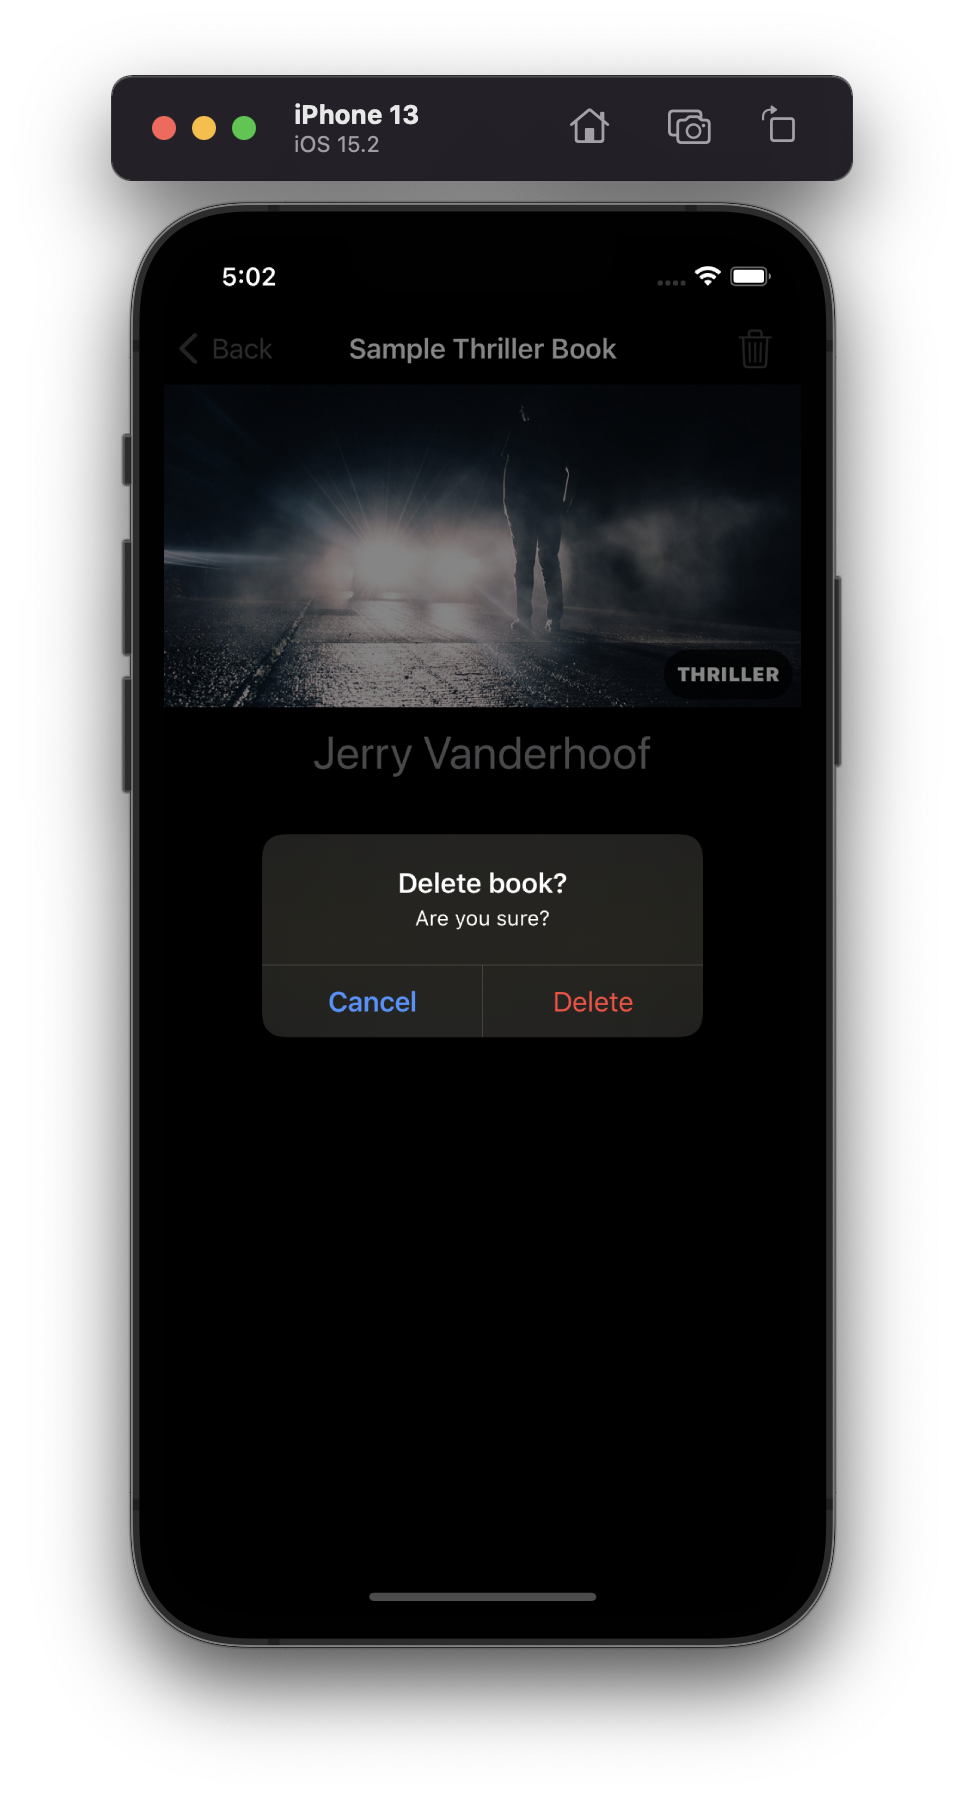 iPhone 13
iOS 15.2
5:02
Back
Sample Thriller Book
THRILLER
Jerry Vanderhoof
Delete book?
Are you sure?
Cancel
Delete